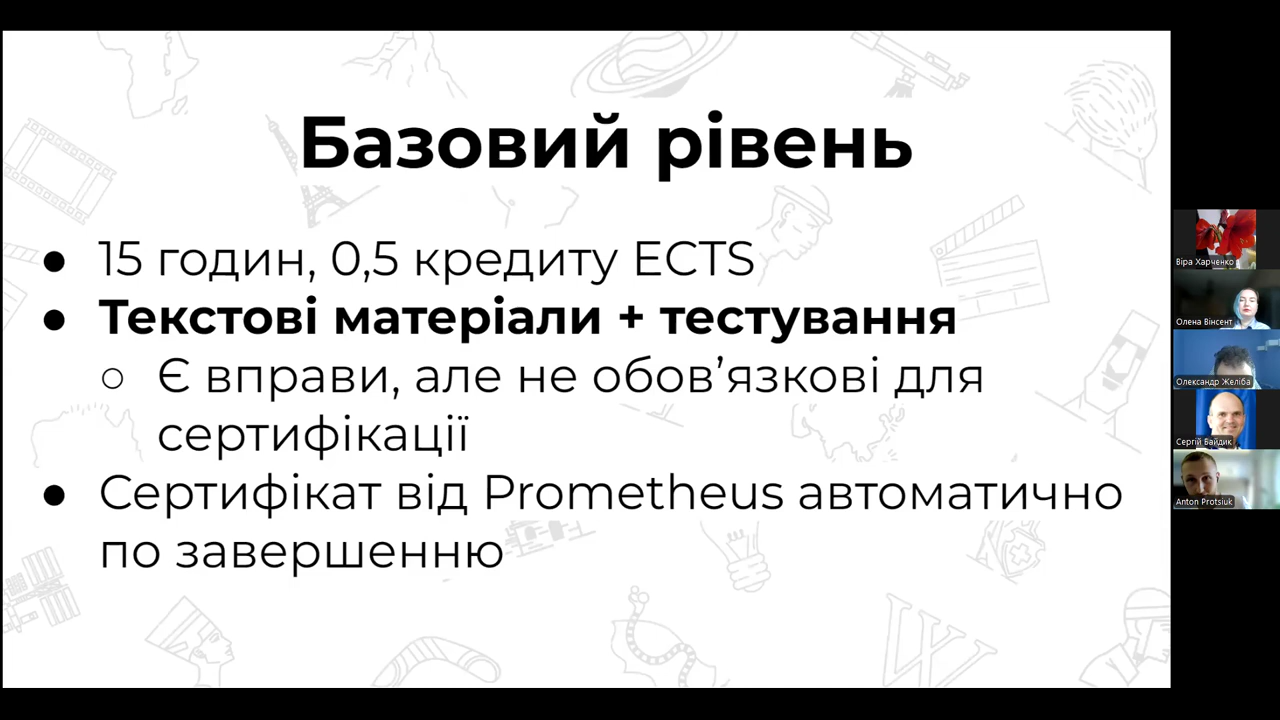 Базовий рівень
● 15 годин, 0,5 кредиту ECTS
● Текстові матеріали + тестування
○ Є вправи, але не обов’язкові для
сертифікації
● Сертифікат від Prometheus автоматично
по завершенню
Віра Харченко
Олена Вінсент
Олександр Желіба
Сергій Байдик
Anton Protsiuk